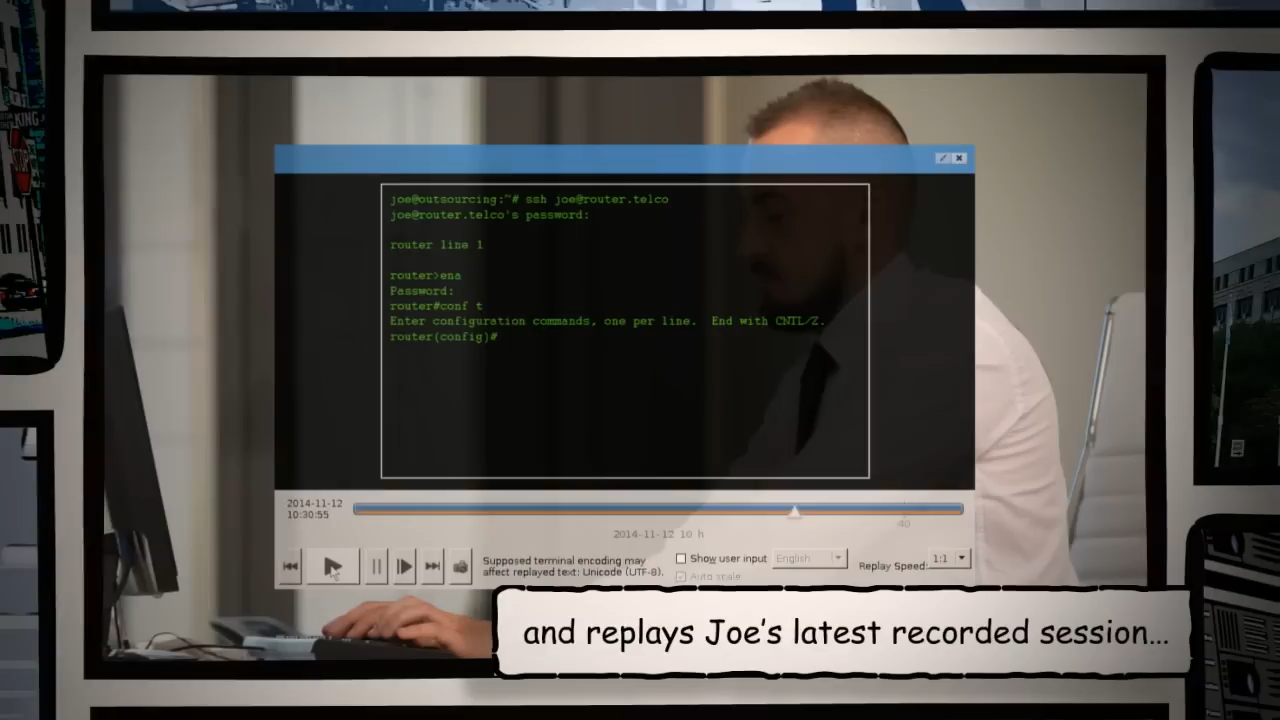 KING
STOP
joe@outsourcing:~# ssh joe@router.telco
joe@router.telco's password:
router line 1
router>ena
Password:
router#conf t
Enter configuration commands, one per line.  End with CNTL/Z.
router(config)#
2014-11-12
10:30:55
40
2014-11-12 10 h
Supposed terminal encoding may
affect replayed text: Unicode (UTF-8).
Show user input
English
Auto scale
Replay Speed:
1:1
and replays Joe's latest recorded session...